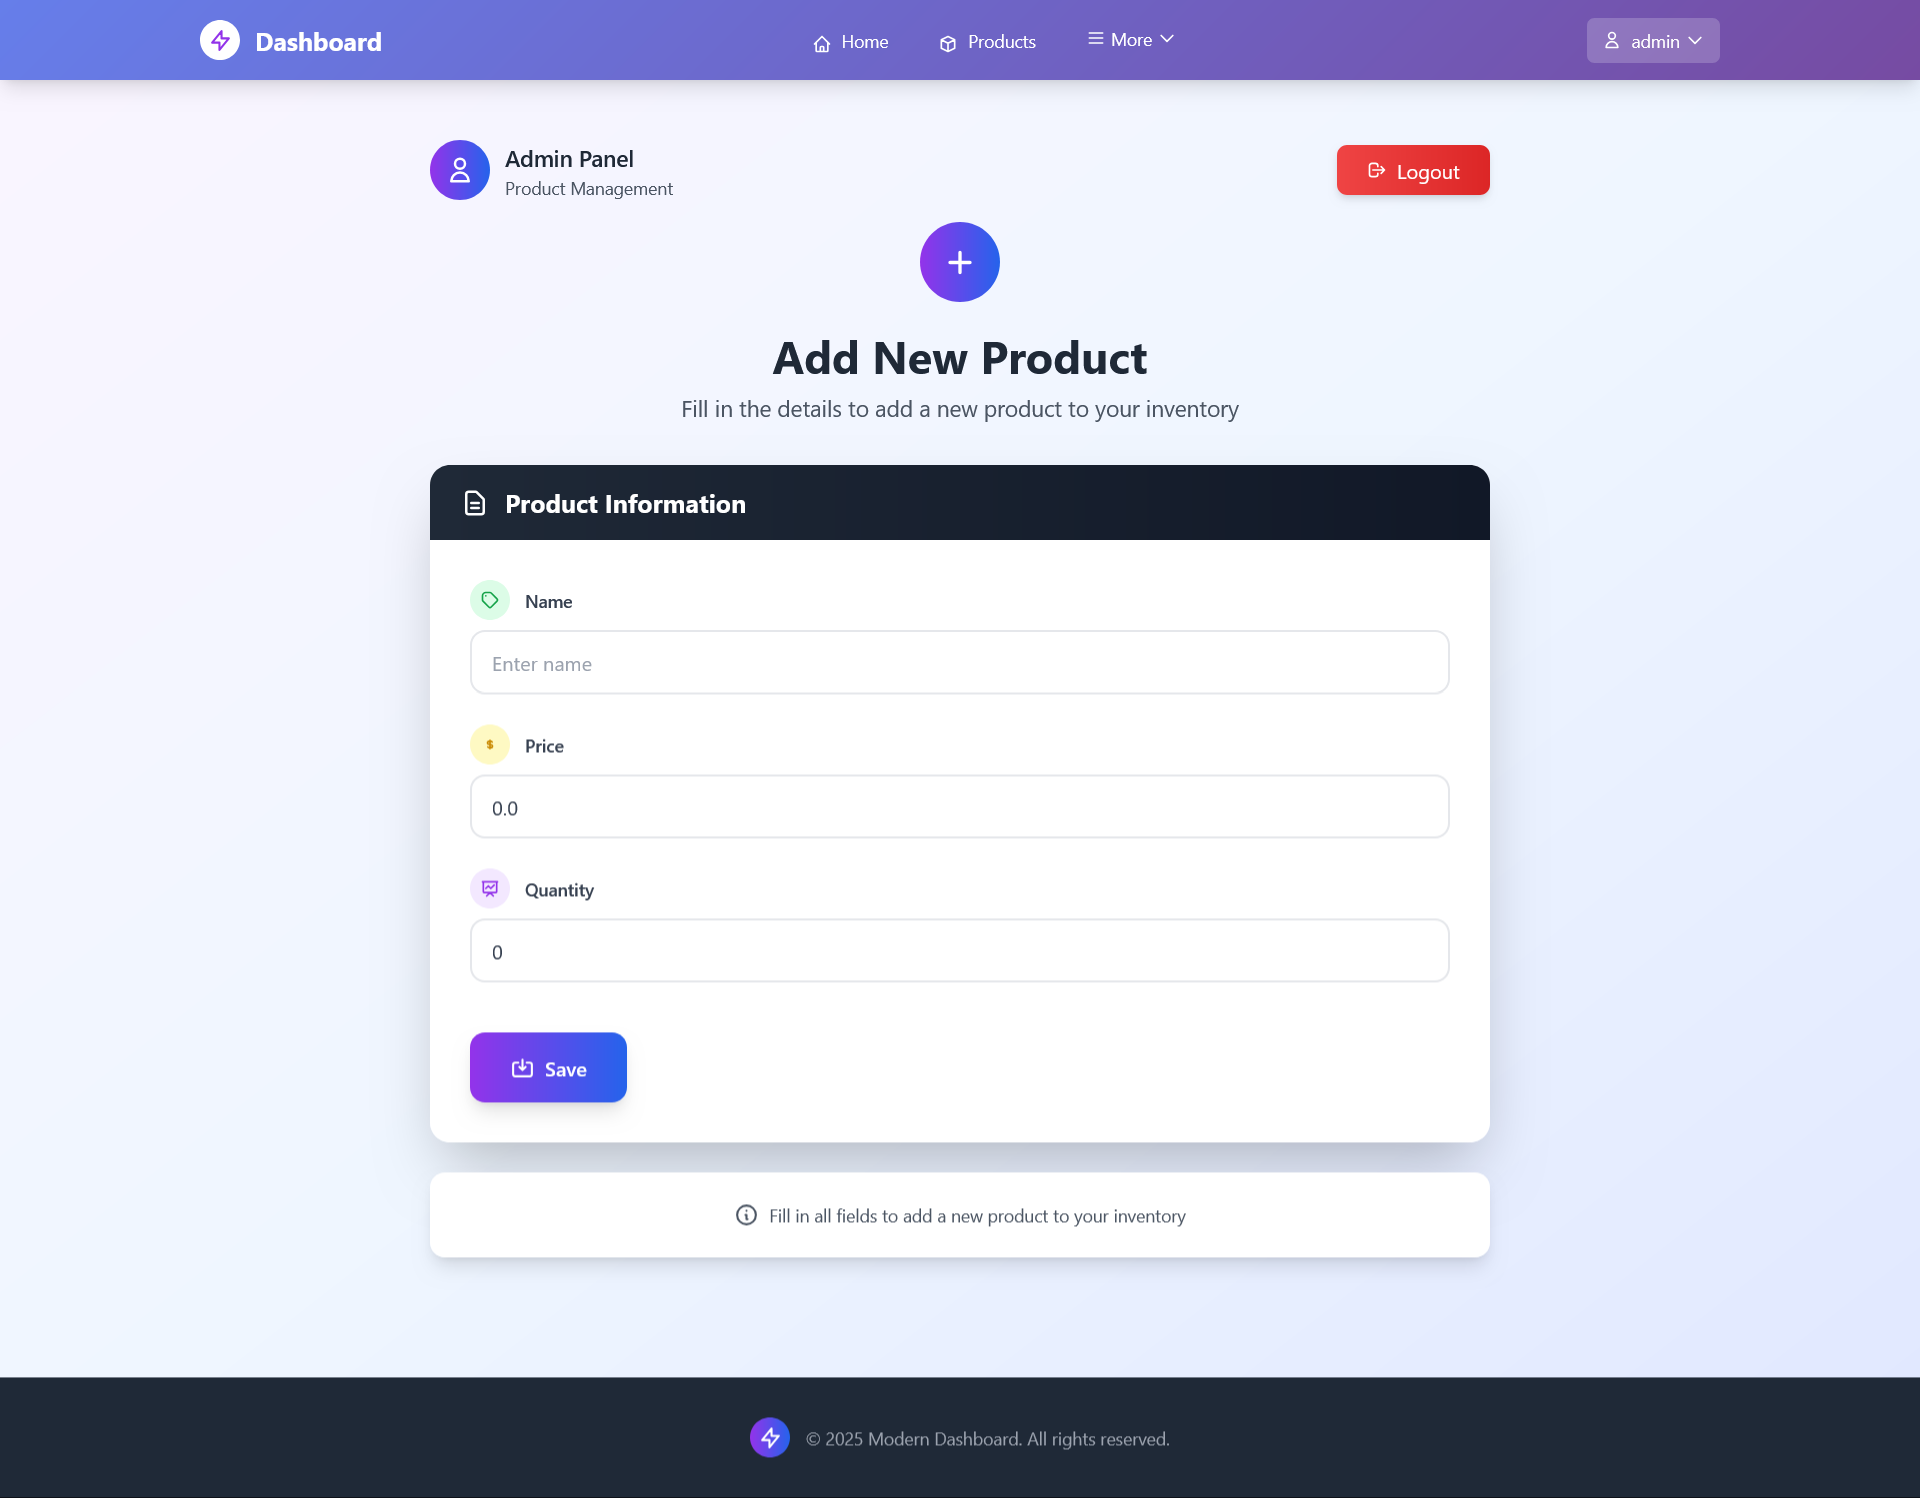 Dashboard
Home
Products
More
admin
Admin Panel
Product Management
Logout
Add New Product
Fill in the details to add a new product to your inventory
Product Information
Name
Enter name
$
Price
0.0
Quantity
0
Save
Fill in all fields to add a new product to your inventory
© 2025 Modern Dashboard. All rights reserved.